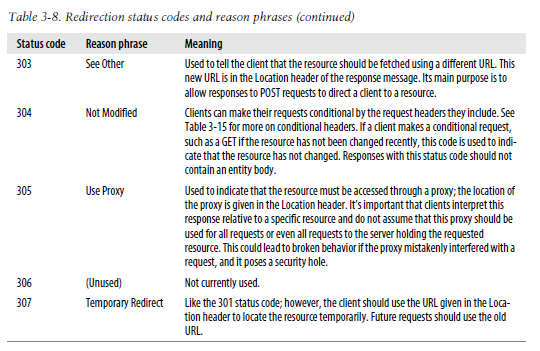 Table 3-8. Redirection status codes and reason phrases (continued)
Status code Reason phrase Meaning
303 See Other Used to tell the client that the resource should be fetched using a different URL. This
new URL is in the Location header of the response message. Its main purpose is to
allow responses to POST requests to direct a client to a resource.
304 Not Modified Clients can make their requests conditional by the request headers they include. See
Table 3-15 for more on conditional headers. If a client makes a conditional request,
such as a GET if the resource has not been changed recently, this code is used to indi-
cate that the resource has not changed. Responses with this status code should not
contain an entity body.
305 Use Proxy Used to indicate that the resource must be accessed through a proxy; the location of
the proxy is given in the Location header. It's important that clients interpret this
response relative to a specific resource and do not assume that this proxy should be
used for all requests or even all requests to the server holding the requested
resource. This could lead to broken behavior if the proxy mistakenly interfered with a
request, and it poses a security hole.
306 (Unused) Not currently used.
307 Temporary Redirect Like the 301 status code; however, the client should use the URL given in the Loca-
tion header to locate the resource temporarily. Future requests should use the old
URL.